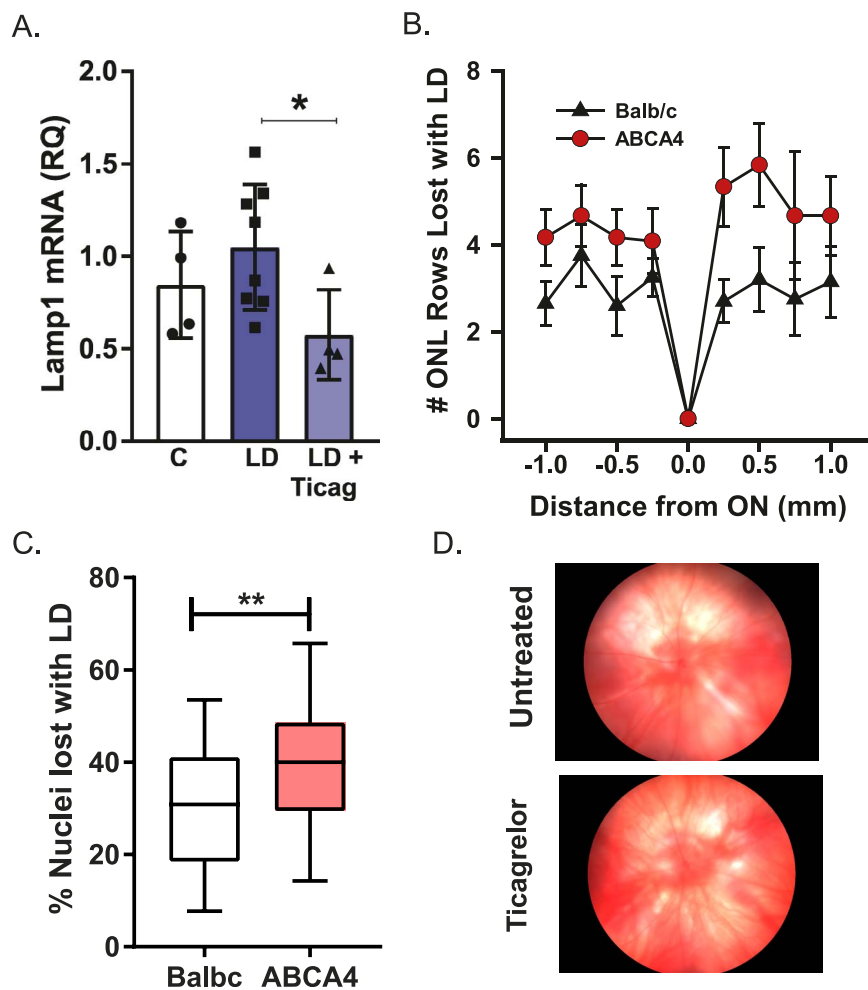 A.
Lamp1 mRNA (RQ)
2.0
1.5
1.0
0.5
0.0
*
C
LD
LD +
Ticag
B.
# ONL Rows Lost with LD
8
6
4
2
0
Balb/c
ABCA4
-1.0
-0.5
0.0
0.5
1.0
Distance from ON (mm)
C.
% Nuclei lost with LD
80
60
40
20
0
**
Balbc
ABCA4
D.
Untreated
Ticagrelor